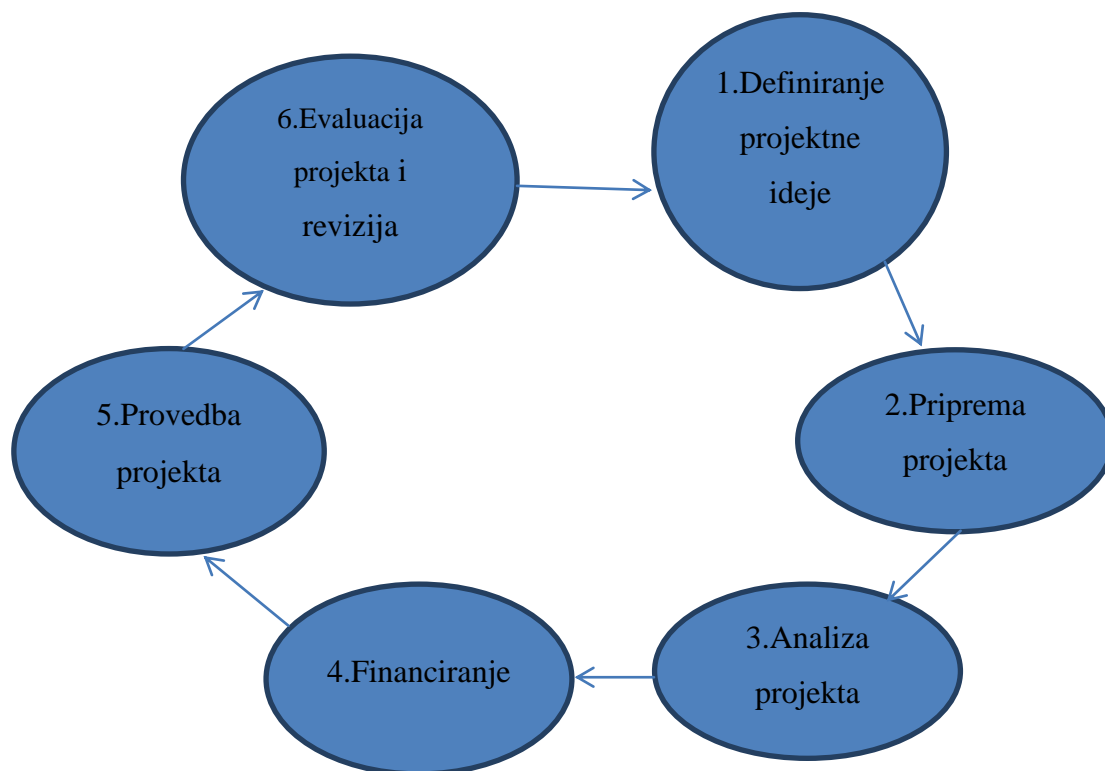 1.Definiranje
projektne
ideje
2.Priprema
projekta
3.Analiza
projekta
4.Financiranje
5.Provedba
projekta
6.Evaluacija
projekta i
revizija